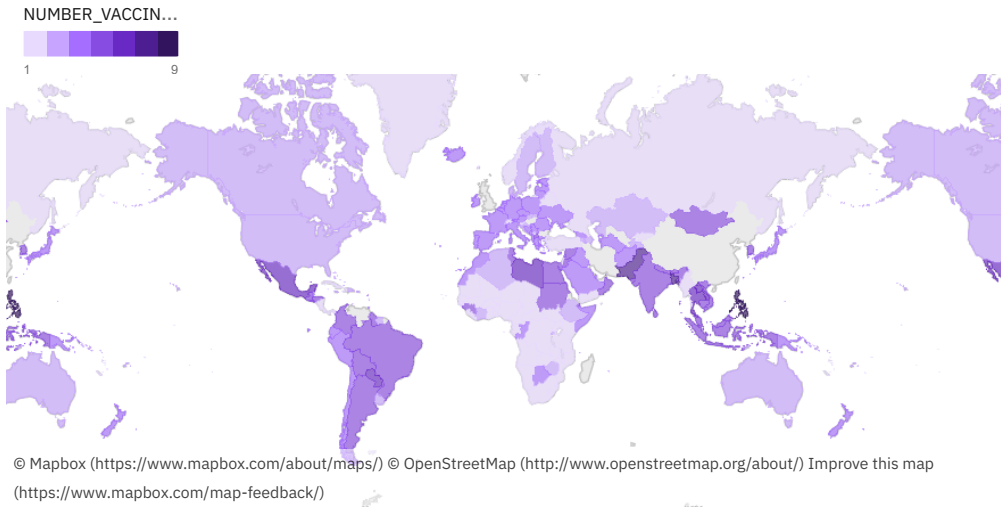 NUMBER_VACCIN...
1 9
© Mapbox (https://www.mapbox.com/about/maps/) © OpenStreetMap (http://www.openstreetmap.org/about/) Improve this map
(https://www.mapbox.com/map-feedback/)